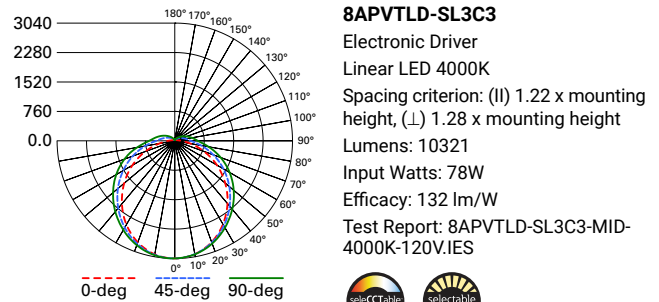 3040
2280
1520
760
0.0
180° 170° 160° 150° 140° 130° 120° 110° 100° 90° 80° 70° 60° 50° 40° 30° 20° 10° 0°
0-deg 45-deg 90-deg
8APVTLD-SL3C3
Electronic Driver
Linear LED 4000K
Spacing criterion: (II) 1.22 x mounting
height, (⊥) 1.28 x mounting height
Lumens: 10321
Input Watts: 78W
Efficacy: 132 lm/W
Test Report: 8APVTLD-SL3C3-MID-
4000K-120V.IES
seleCCTable
selectable